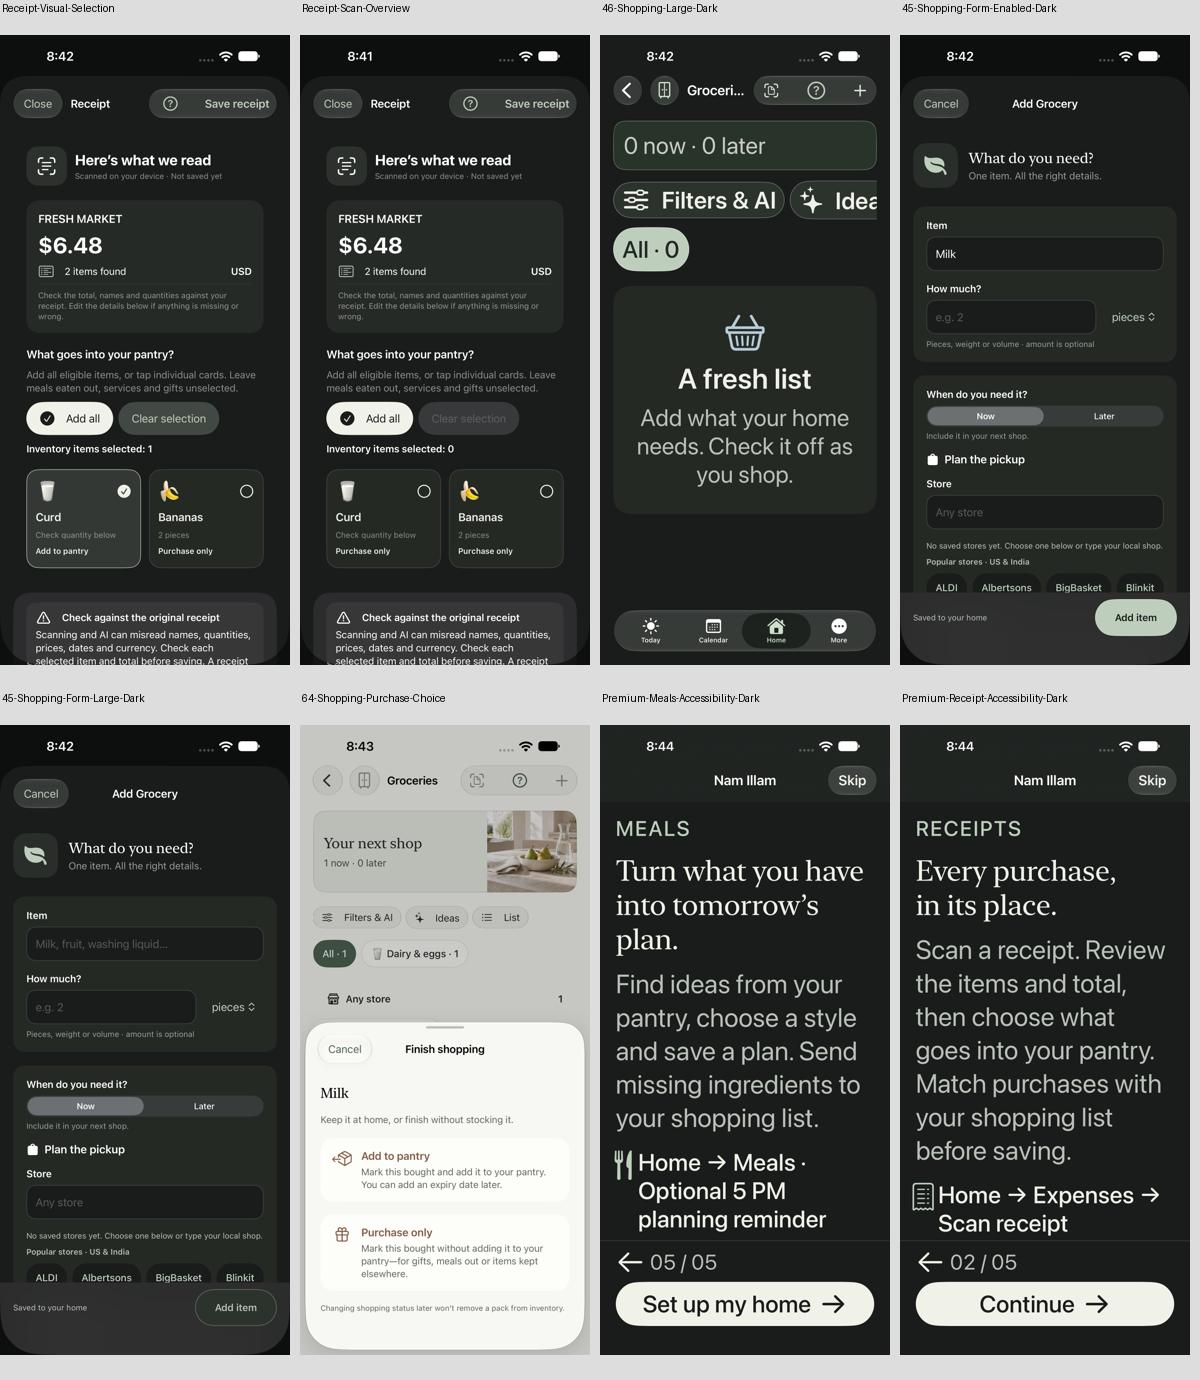 Receipt-Visual-Selection
8:42
Close
Receipt
Save receipt
Here's what we read
Scanned on your device · Not saved yet
FRESH MARKET
$6.48
2 items found
USD
Check the total, names and quantities against your
receipt. Edit the details below if anything is missing or
wrong.
What goes into your pantry?
Add all eligible items, or tap individual cards. Leave
meals eaten out, services and gifts unselected.
Add all
Clear selection
Inventory items selected: 1
Curd
Check quantity below
Add to pantry
Bananas
2 pieces
Purchase only
Check against the original receipt
Scanning and AI can misread names, quantities,
prices, dates and currency. Check each
selected item and total before saving. A receipt
Receipt-Scan-Overview
8:41
Close
Receipt
Save receipt
Here's what we read
Scanned on your device · Not saved yet
FRESH MARKET
$6.48
2 items found
USD
Check the total, names and quantities against your
receipt. Edit the details below if anything is missing or
wrong.
What goes into your pantry?
Add all eligible items, or tap individual cards. Leave
meals eaten out, services and gifts unselected.
Add all
Clear selection
Inventory items selected: 0
Curd
Check quantity below
Purchase only
Bananas
2 pieces
Purchase only
Check against the original receipt
Scanning and AI can misread names, quantities,
prices, dates and currency. Check each
selected item and total before saving. A receipt
46-Shopping-Large-Dark
8:42
Groceri...
0 now · 0 later
Filters & AI
Idea
All · 0
A fresh list
Add what your home
needs. Check it off as
you shop.
Today
Calendar
Home
More
45-Shopping-Form-Enabled-Dark
8:42
Cancel
Add Grocery
What do you need?
One item. All the right details.
Item
Milk
How much?
e.g. 2
pieces
Pieces, weight or volume · amount is optional
When do you need it?
Now
Later
Include it in your next shop.
Plan the pickup
Store
Any store
No saved stores yet. Choose one below or type your local shop.
Popular stores · US & India
ALDI
Albertsons
BigBasket
Blinkit
Saved to your home
Add item
45-Shopping-Form-Large-Dark
8:42
Cancel
Add Grocery
What do you need?
One item. All the right details.
Item
Milk, fruit, washing liquid...
How much?
e.g. 2
pieces
Pieces, weight or volume · amount is optional
When do you need it?
Now
Later
Include it in your next shop.
Plan the pickup
Store
Any store
No saved stores yet. Choose one below or type your local shop.
Popular stores · US & India
ALDI
Albertsons
BigBasket
Blinkit
Saved to your home
Add item
64-Shopping-Purchase-Choice
8:43
Groceries
Your next shop
1 now · 0 later
Filters & AI
Ideas
List
All · 1
Dairy & eggs · 1
Any store
1
Cancel
Finish shopping
Milk
Keep it at home, or finish without stocking it.
Add to pantry
Mark this bought and add it to your pantry.
You can add an expiry date later.
Purchase only
Mark this bought without adding it to your
pantry—for gifts, meals out or items kept
elsewhere.
Changing shopping status later won't remove a pack from inventory.
Premium-Meals-Accessibility-Dark
8:44
Nam Illam
Skip
MEALS
Turn what you have
into tomorrow's
plan.
Find ideas from your
pantry, choose a style
and save a plan. Send
missing ingredients to
your shopping list.
Home → Meals ·
Optional 5 PM
planning reminder
← 05 / 05
Set up my home →
Premium-Receipt-Accessibility-Dark
8:44
Nam Illam
Skip
RECEIPTS
Every purchase,
in its place.
Scan a receipt. Review
the items and total,
then choose what
goes into your pantry.
Match purchases with
your shopping list
before saving.
Home → Expenses →
Scan receipt
← 02 / 05
Continue →